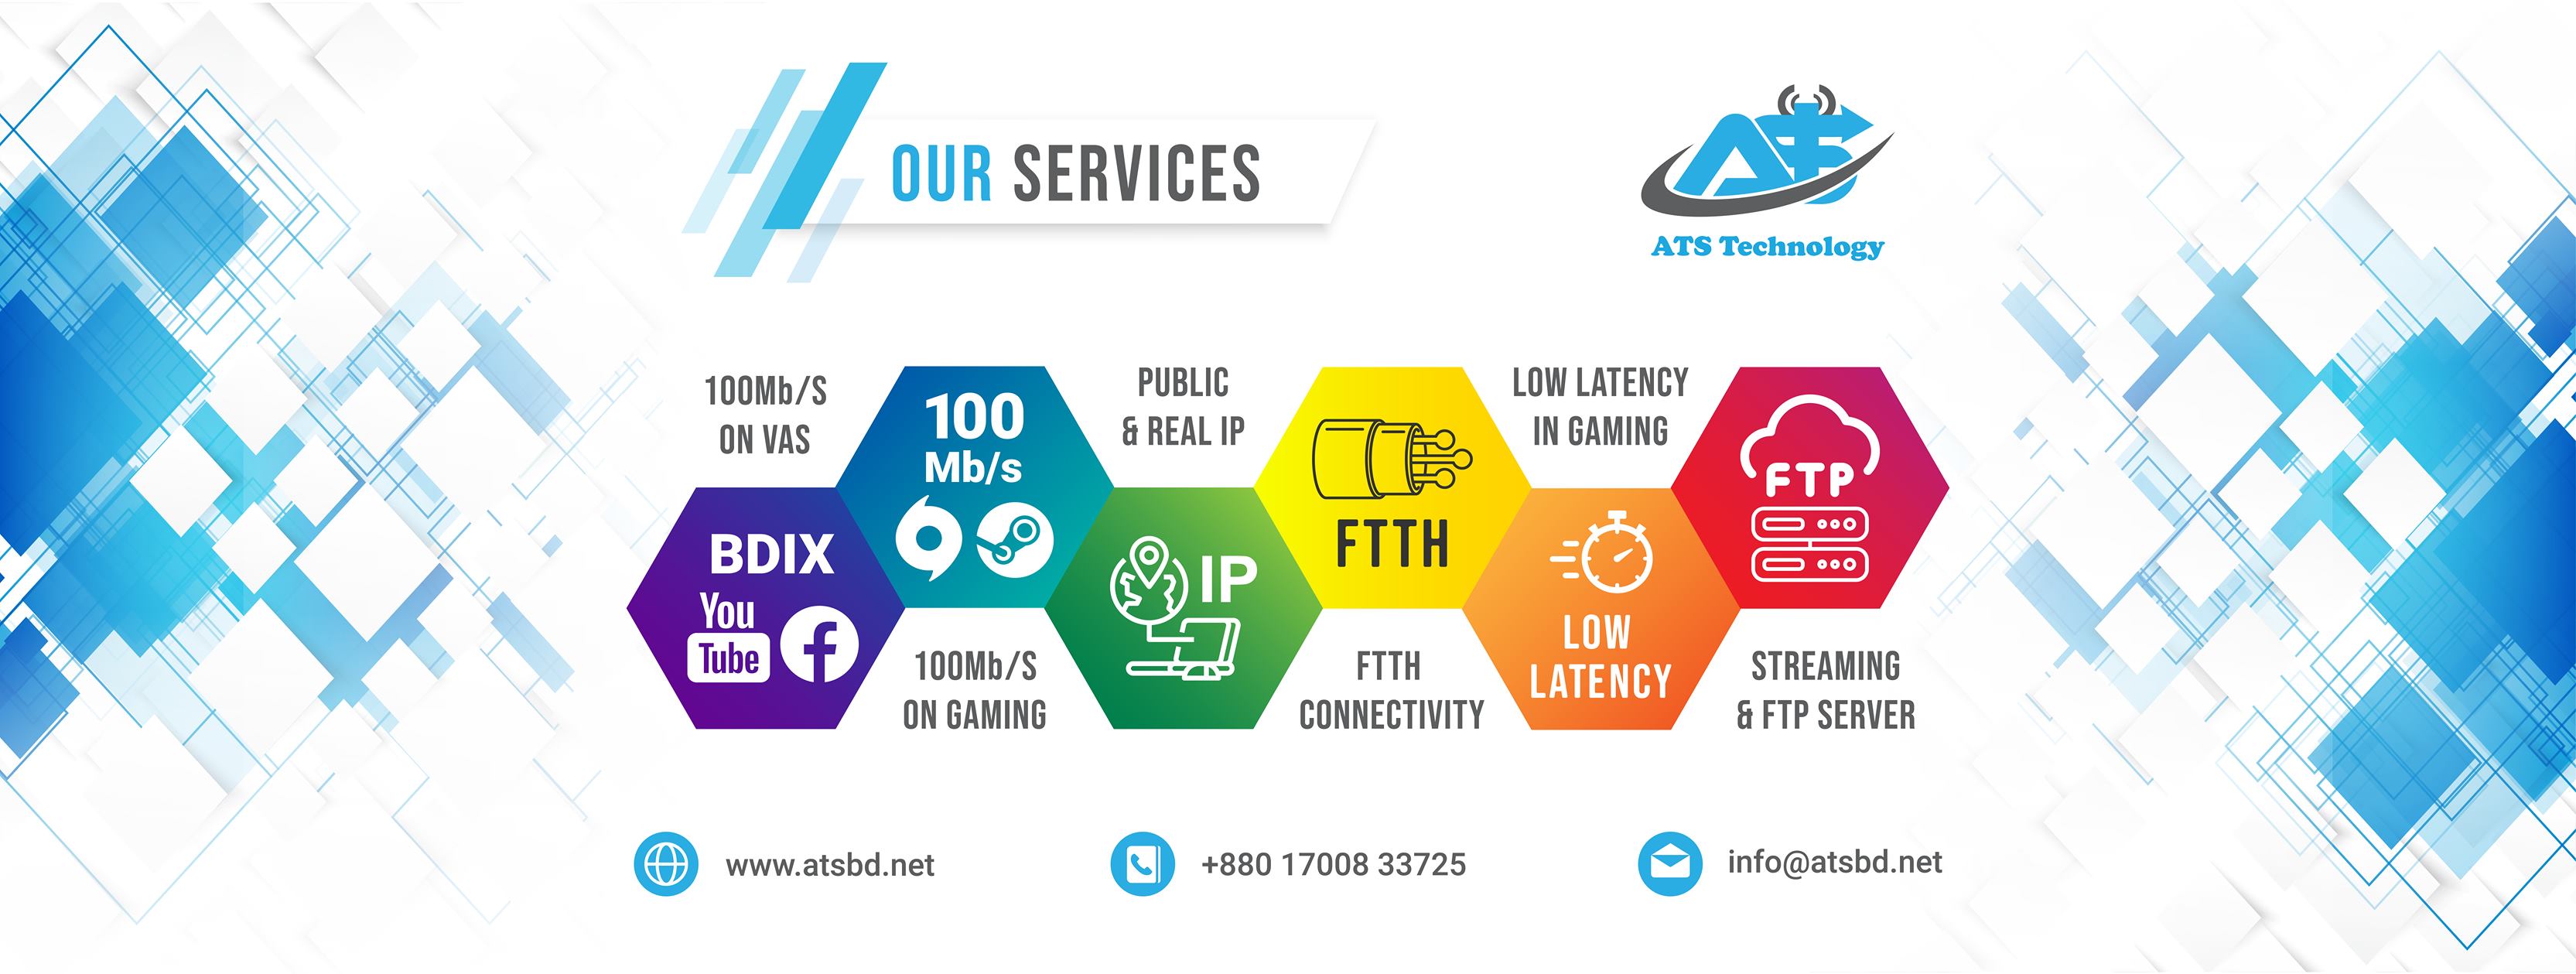 OUR SERVICES
ATS
ATS Technology
100Mb/S
ON VAS
BDIX
You
Tube
f
100
Mb/s
100Mb/S
ON GAMING
PUBLIC
& REAL IP
IP
FTTH
FTTH
CONNECTIVITY
LOW LATENCY
IN GAMING
LOW
LATENCY
FTP
STREAMING
& FTP SERVER
www.atsbd.net
+880 17008 33725
info@atsbd.net